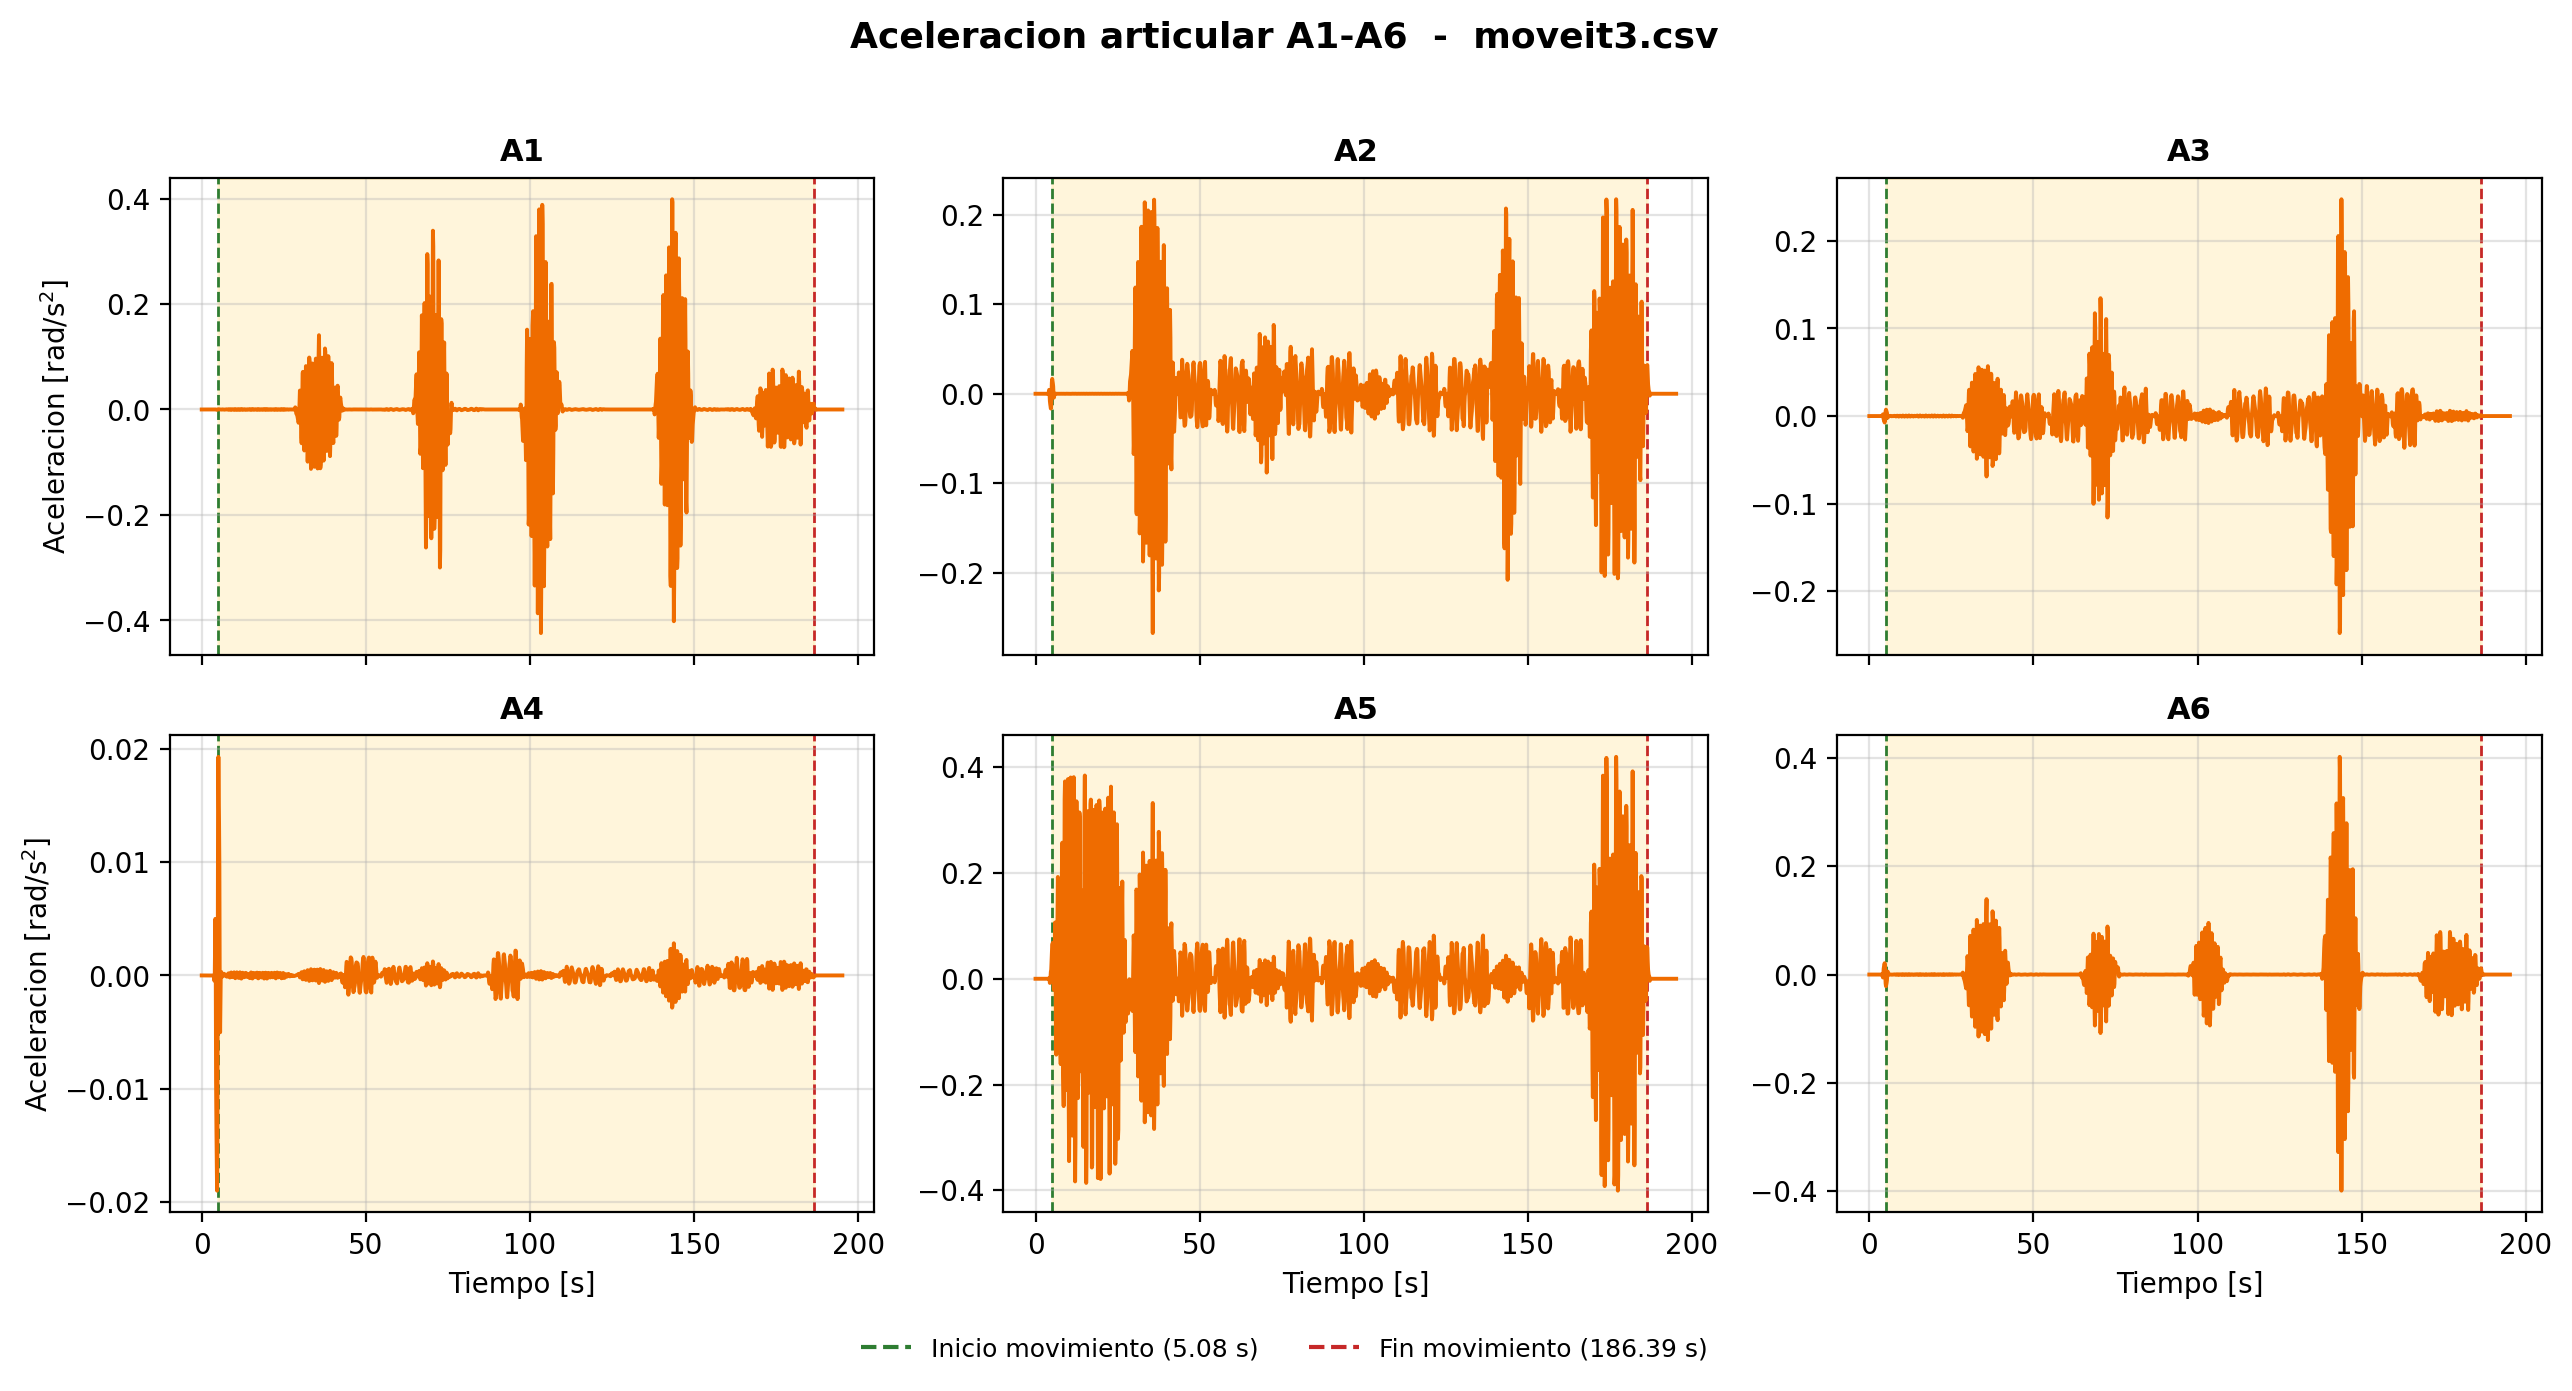 Aceleracion articular A1-A6  -  moveit3.csv
A1
A2
A3
Aceleracion [rad/s²]
0.4
0.2
0.0
−0.2
−0.4
0.2
0.1
0.0
−0.1
−0.2
0.2
0.1
0.0
−0.1
−0.2
A4
A5
A6
Aceleracion [rad/s²]
0.02
0.01
0.00
−0.01
−0.02
0.4
0.2
0.0
−0.2
−0.4
0.4
0.2
0.0
−0.2
−0.4
0 50 100 150 200
0 50 100 150 200
0 50 100 150 200
Tiempo [s]
Tiempo [s]
Tiempo [s]
Inicio movimiento (5.08 s)
Fin movimiento (186.39 s)